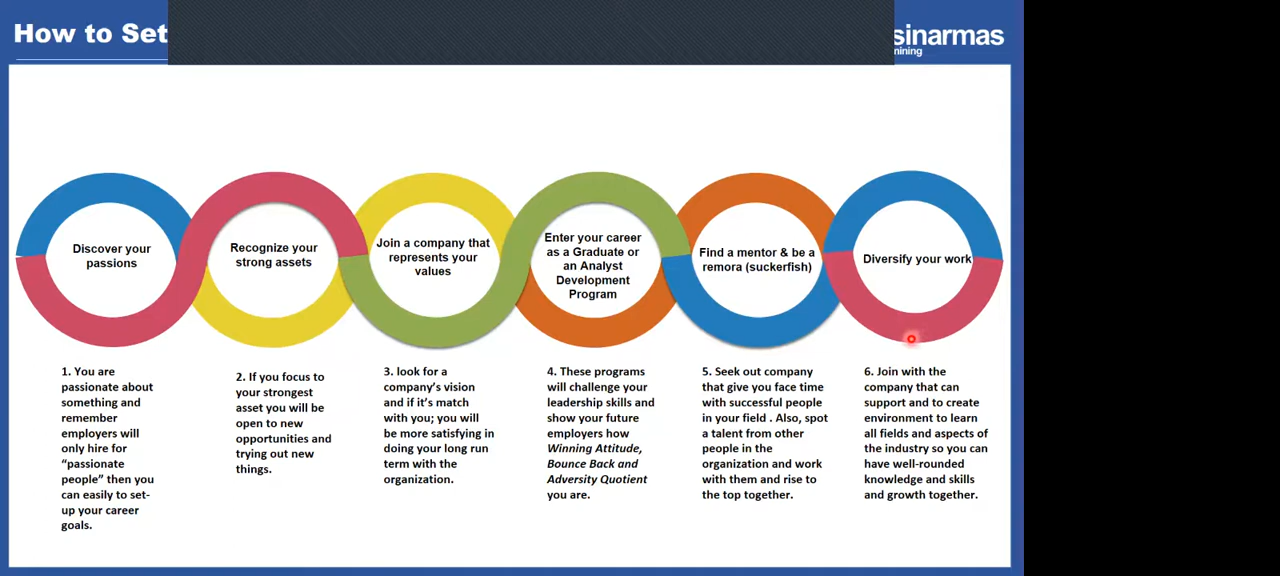 How to Set
sinarmas
mining
Discover your
passions
Recognize your
strong assets
Join a company that
represents your
values
Enter your career
as a Graduate or
an Analyst
Development
Program
Find a mentor & be a
remora (suckerfish)
Diversify your work
1. You are
passionate about
something and
remember
employers will
only hire for
“passionate
people” then you
can easily to set-
up your career
goals.
2. If you focus to
your strongest
asset you will be
open to new
opportunities and
trying out new
things.
3. look for a
company’s vision
and if it’s match
with you; you will
be more satisfying in
doing your long run
term with the
organization.
4. These programs
will challenge your
leadership skills and
show your future
employers how
Winning Attitude,
Bounce Back and
Adversity Quotient
you are.
5. Seek out company
that give you face time
with successful people
in your field . Also, spot
a talent from other
people in the
organization and work
with them and rise to
the top together.
6. Join with the
company that can
support and to create
environment to learn
all fields and aspects of
the industry so you can
have well-rounded
knowledge and skills
and growth together.